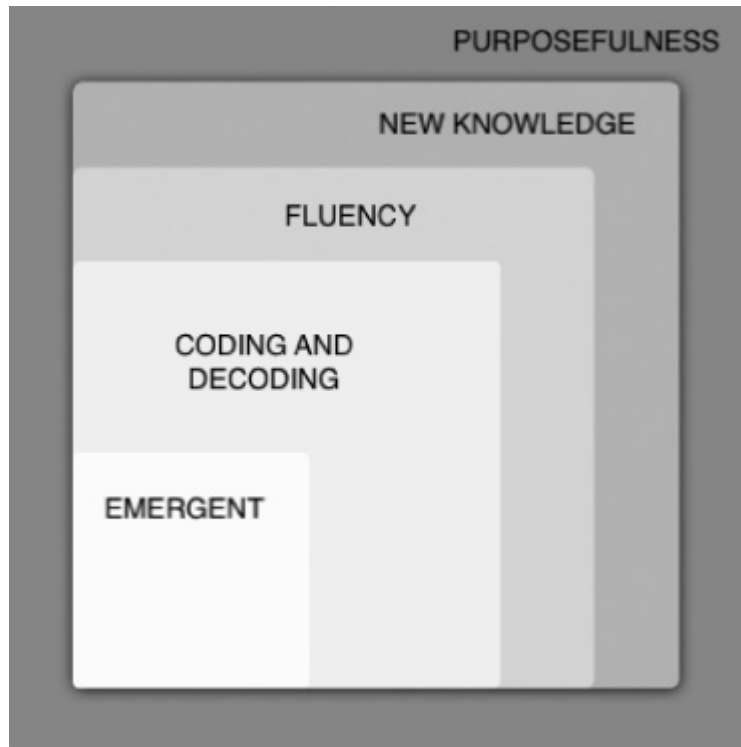 PURPOSEFULNESS
NEW KNOWLEDGE
FLUENCY
CODING AND
DECODING
EMERGENT